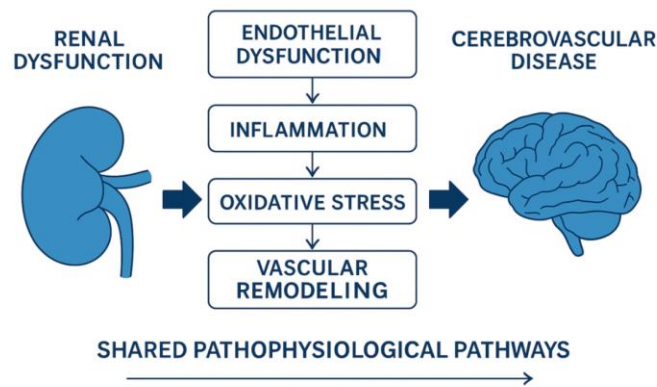 RENAL
DYSFUNCTION
ENDOTHELIAL
DYSFUNCTION
INFLAMMATION
OXIDATIVE STRESS
VASCULAR
REMODELING
CEREBROVASCULAR
DISEASE
SHARED PATHOPHYSIOLOGICAL PATHWAYS